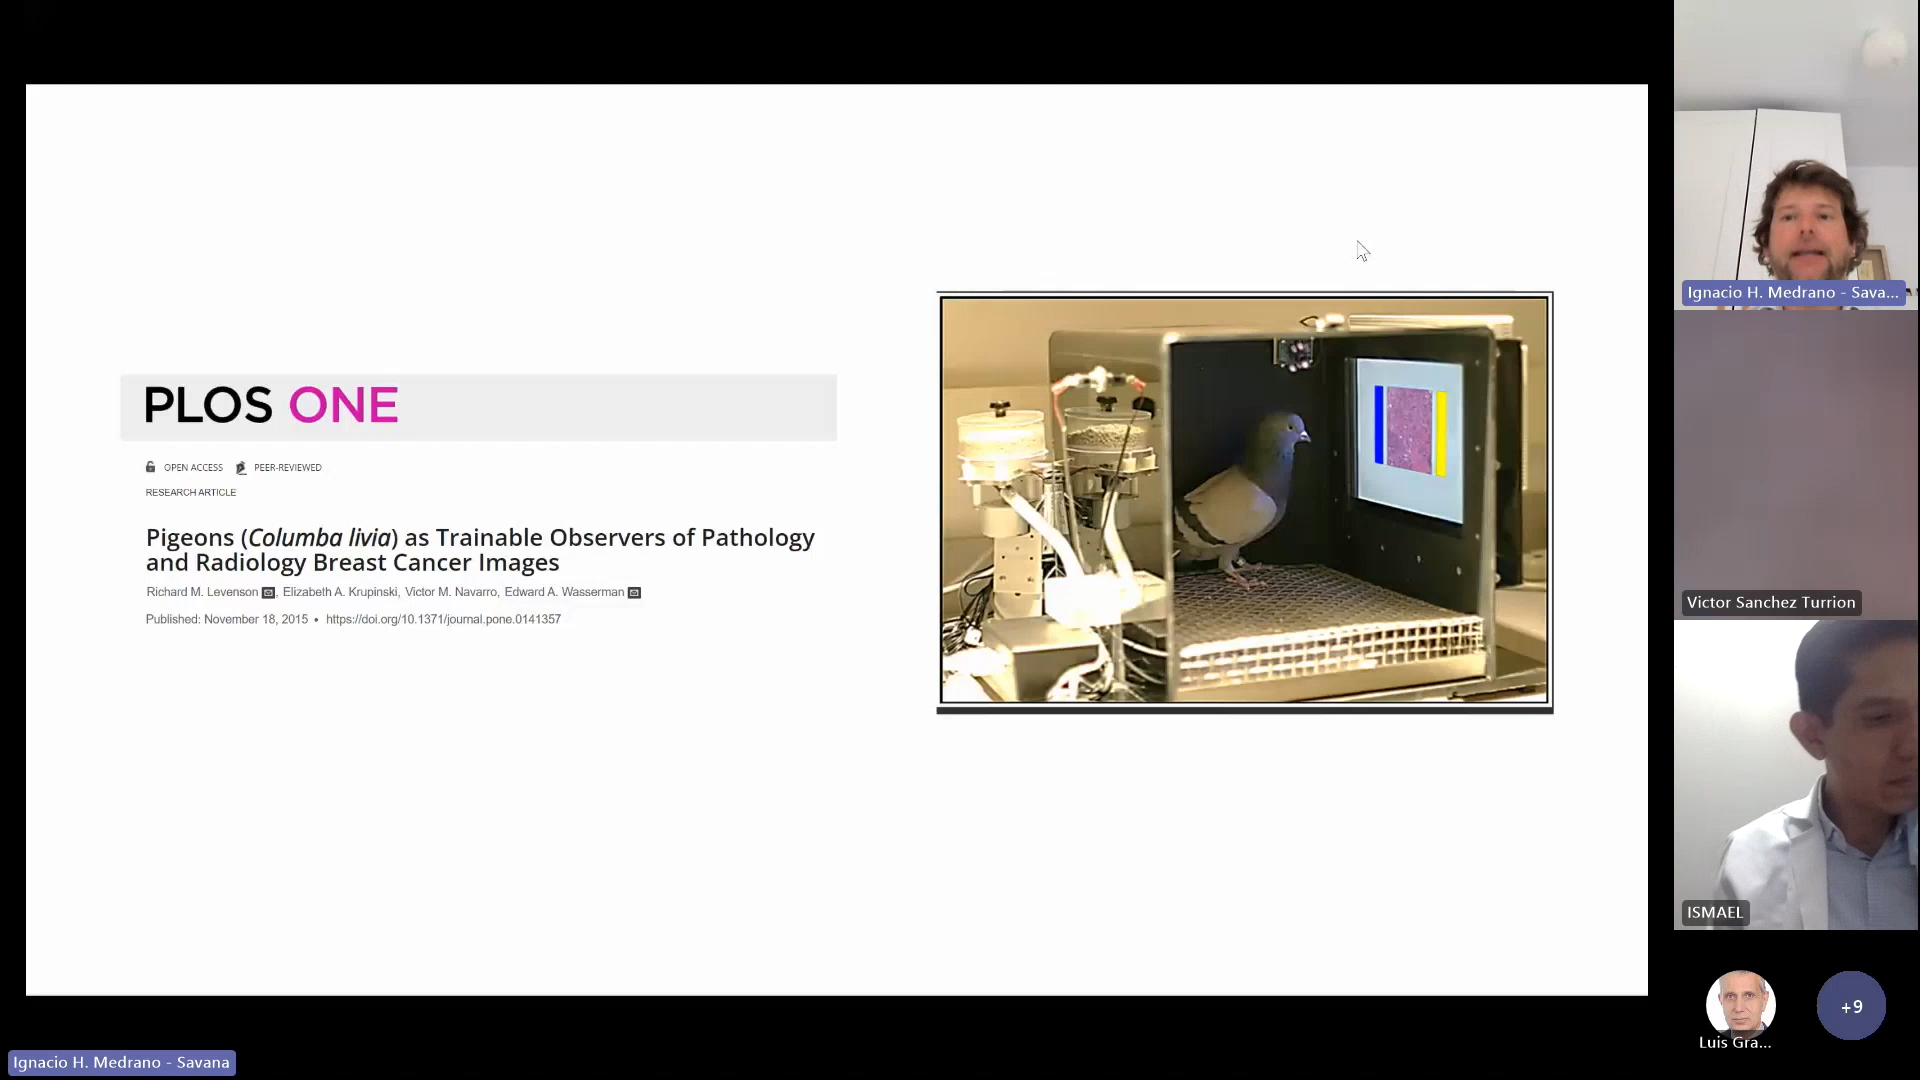 PLOS ONE
OPEN ACCESS PEER-REVIEWED
RESEARCH ARTICLE
Pigeons (Columba livia) as Trainable Observers of Pathology
and Radiology Breast Cancer Images
Richard M. Levenson , Elizabeth A. Krupinski, Victor M. Navarro, Edward A. Wasserman
Published: November 18, 2015 • https://doi.org/10.1371/journal.pone.0141357
Ignacio H. Medrano - Sava...
Victor Sanchez Turrion
ISMAEL
Luis Gra...
+9
Ignacio H. Medrano - Savana